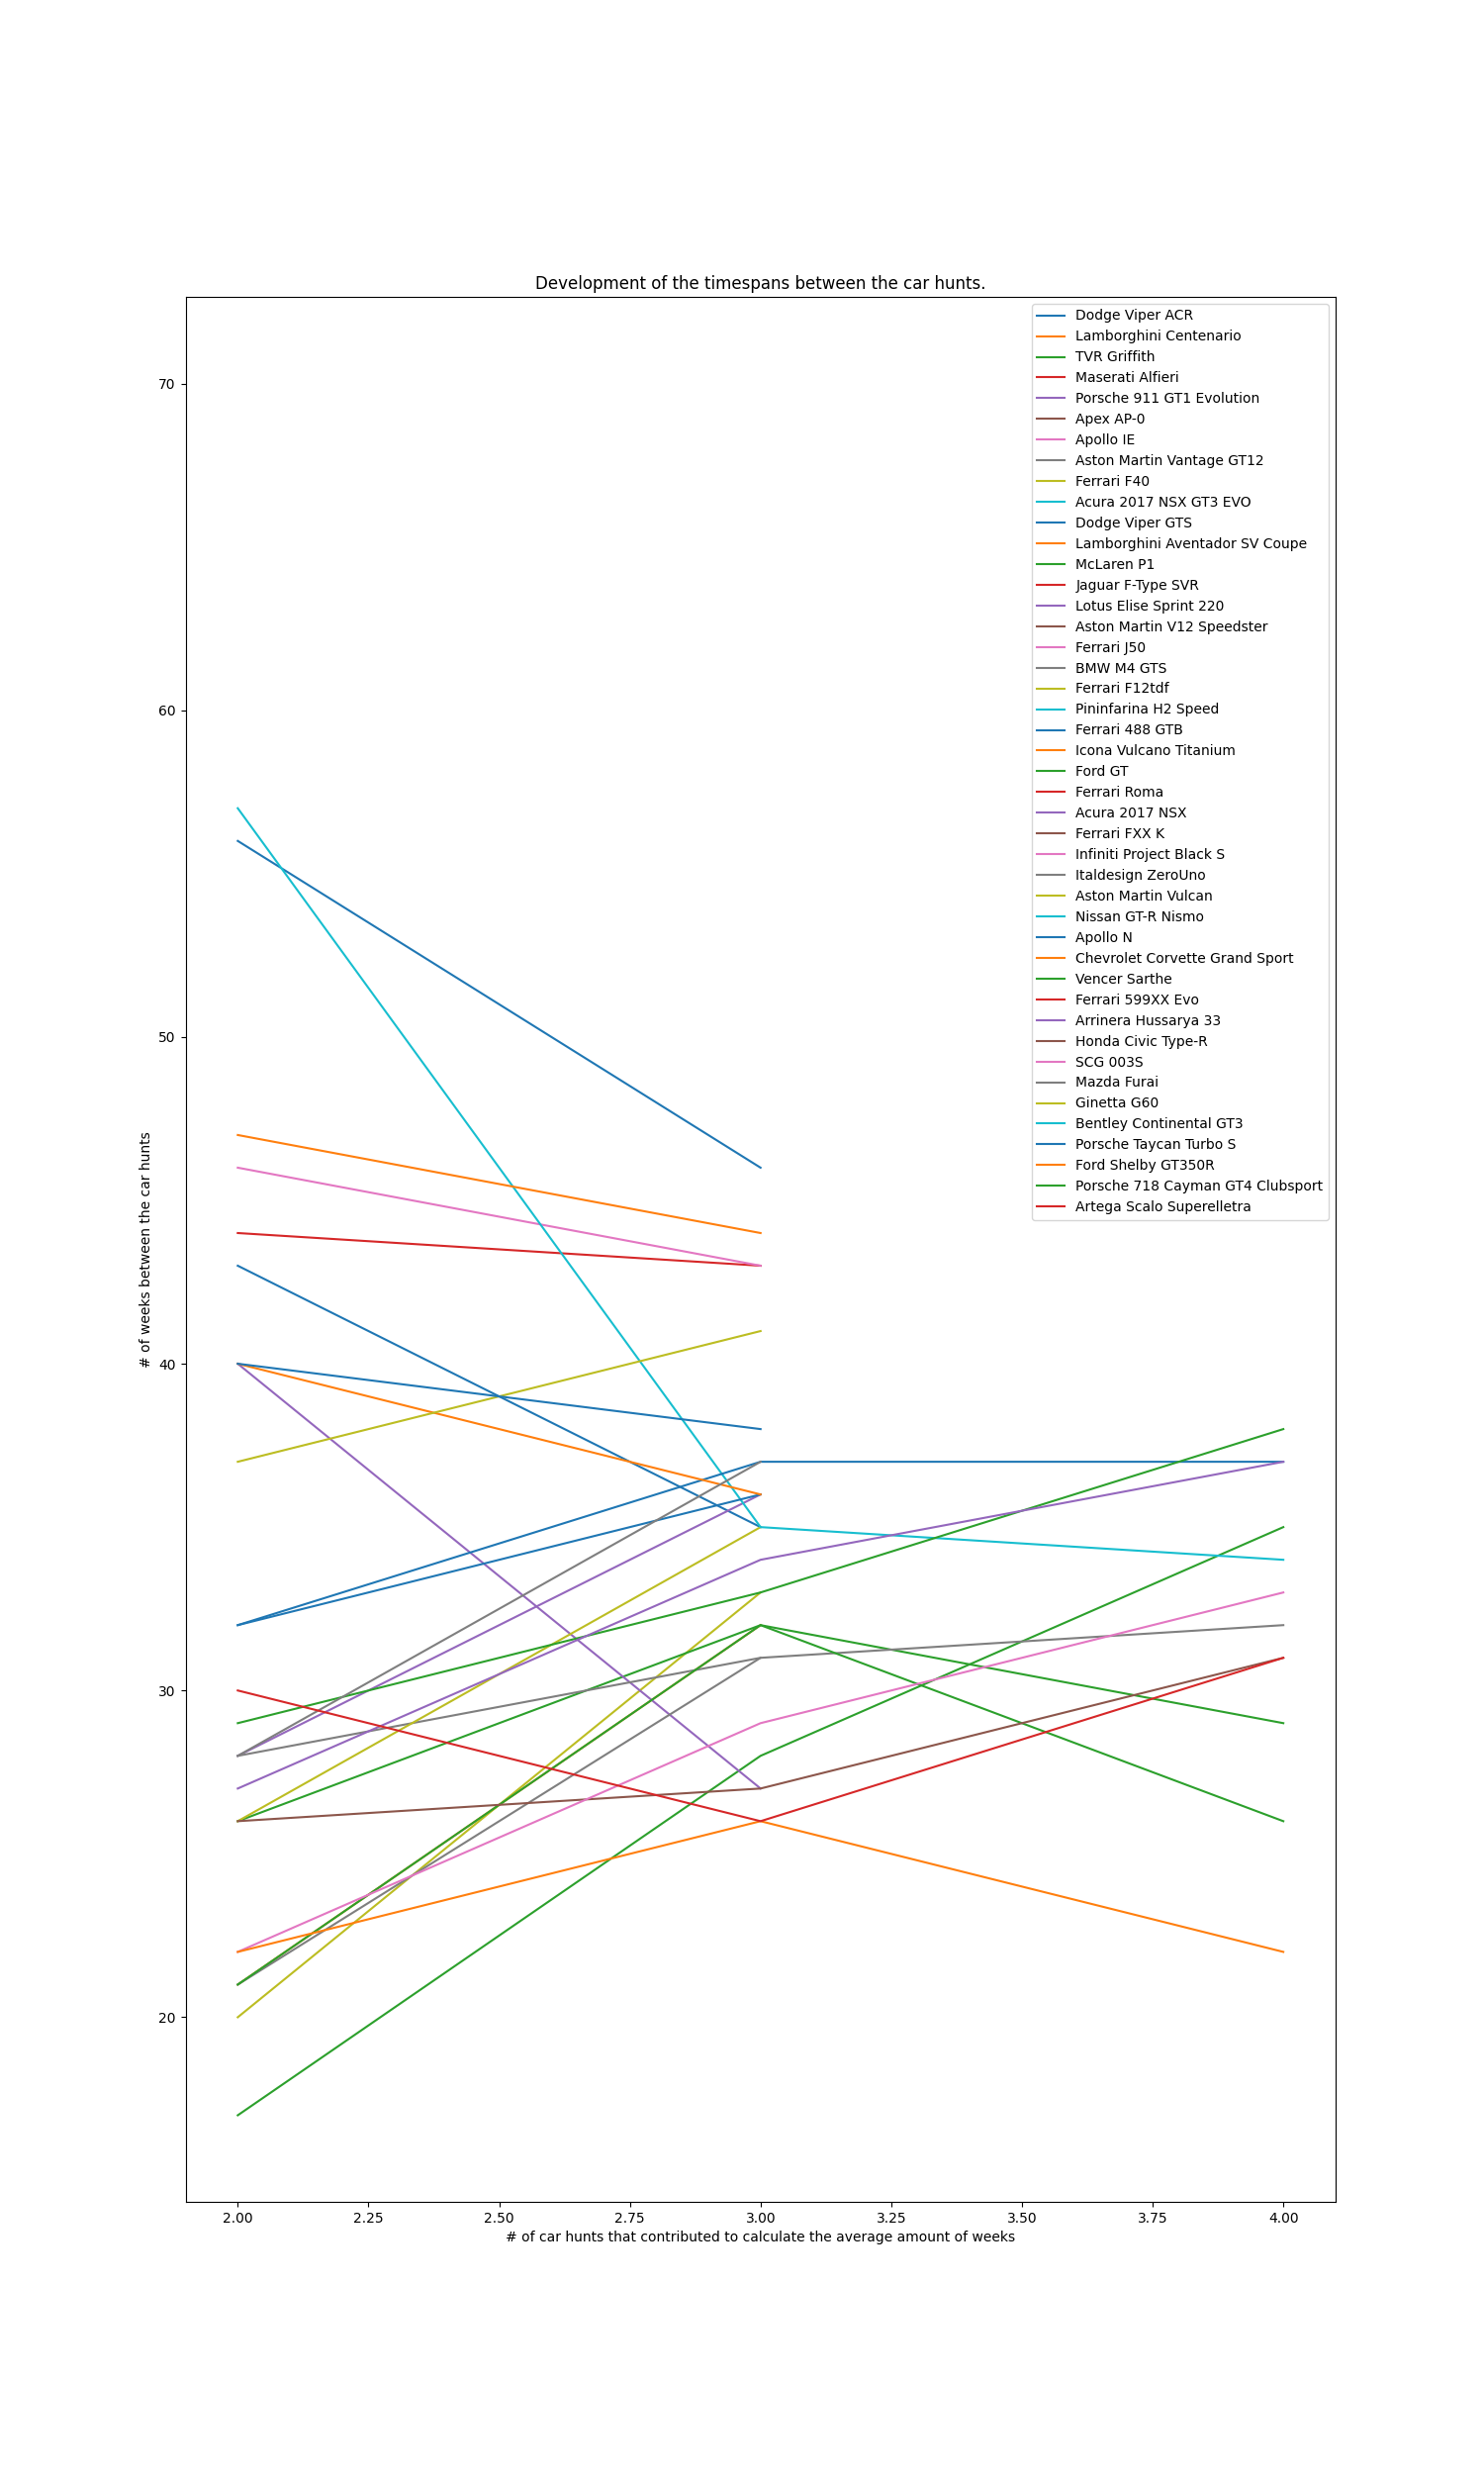 Development of the timespans between the car hunts.
Dodge Viper ACR
Lamborghini Centenario
TVR Griffith
Maserati Alfieri
Porsche 911 GT1 Evolution
Apex AP-0
Apollo IE
Aston Martin Vantage GT12
Ferrari F40
Acura 2017 NSX GT3 EVO
Dodge Viper GTS
Lamborghini Aventador SV Coupe
McLaren P1
Jaguar F-Type SVR
Lotus Elise Sprint 220
Aston Martin V12 Speedster
Ferrari J50
BMW M4 GTS
Ferrari F12tdf
Pininfarina H2 Speed
Ferrari 488 GTB
Icona Vulcano Titanium
Ford GT
Ferrari Roma
Acura 2017 NSX
Ferrari FXX K
Infiniti Project Black S
Italdesign ZeroUno
Aston Martin Vulcan
Nissan GT-R Nismo
Apollo N
Chevrolet Corvette Grand Sport
Vencer Sarthe
Ferrari 599XX Evo
Arrinera Hussarya 33
Honda Civic Type-R
SCG 003S
Mazda Furai
Ginetta G60
Bentley Continental GT3
Porsche Taycan Turbo S
Ford Shelby GT350R
Porsche 718 Cayman GT4 Clubsport
Artega Scalo Superelletra
70
60
50
40
30
20
# of weeks between the car hunts
2.00 2.25 2.50 2.75 3.00 3.25 3.50 3.75 4.00
# of car hunts that contributed to calculate the average amount of weeks